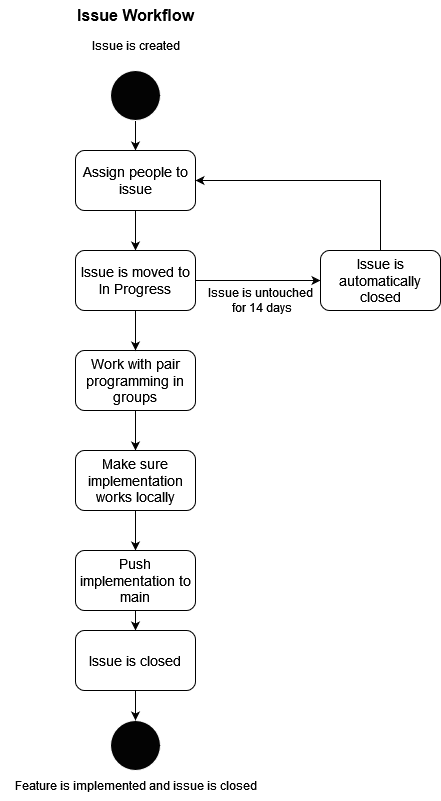 Issue Workflow
Issue is created
Assign people to
issue
Issue is moved to
In Progress
Issue is untouched
for 14 days
Issue is
automatically
closed
Work with pair
programming in
groups
Make sure
implementation
works locally
Push
implementation to
main
Issue is closed
Feature is implemented and issue is closed